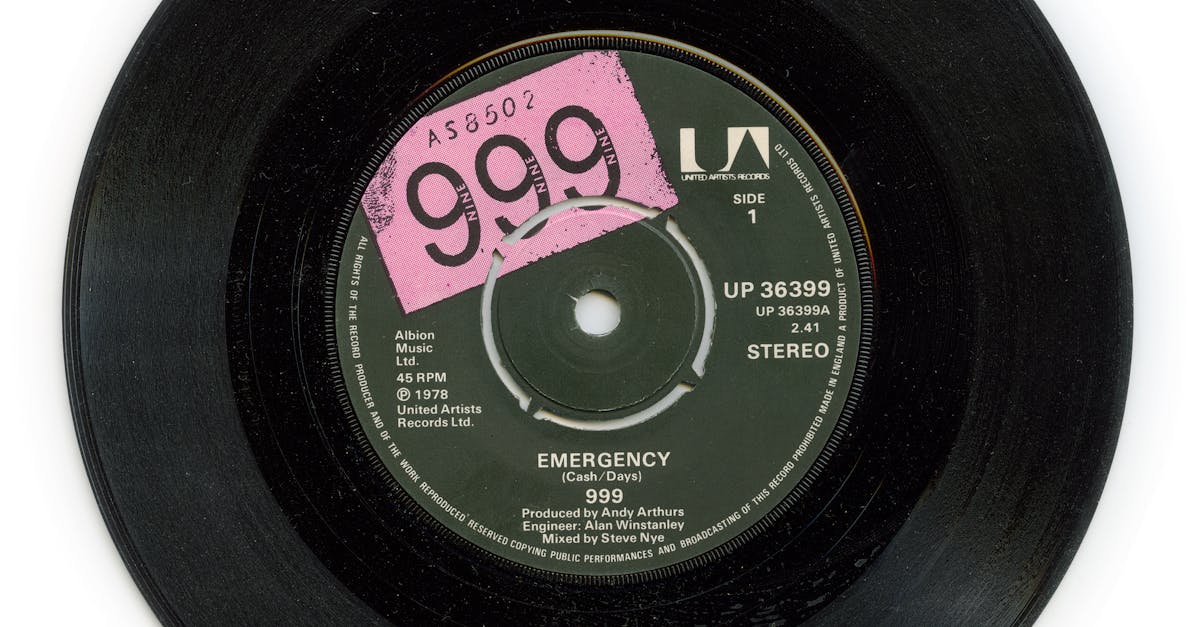 AS8502
999
NINE NINE NINE
UA
UNITED ARTISTS RECORDS
SIDE
1
UP 36399
UP 36399A
2.41
STEREO
Albion
Music
Ltd.
45 RPM
Ⓟ 1978
United Artists
Records Ltd.
EMERGENCY
(Cash/Days)
999
Produced by Andy Arthurs
Engineer: Alan Winstanley
Mixed by Steve Nye
ALL RIGHTS OF THE RECORD PRODUCER AND OF THE WORK REPRODUCED RESERVED COPYING PUBLIC PERFORMANCES AND BROADCASTING OF THIS RECORD PROHIBITED MADE IN ENGLAND A PRODUCT OF UNITED ARTISTS RECORDS LTD